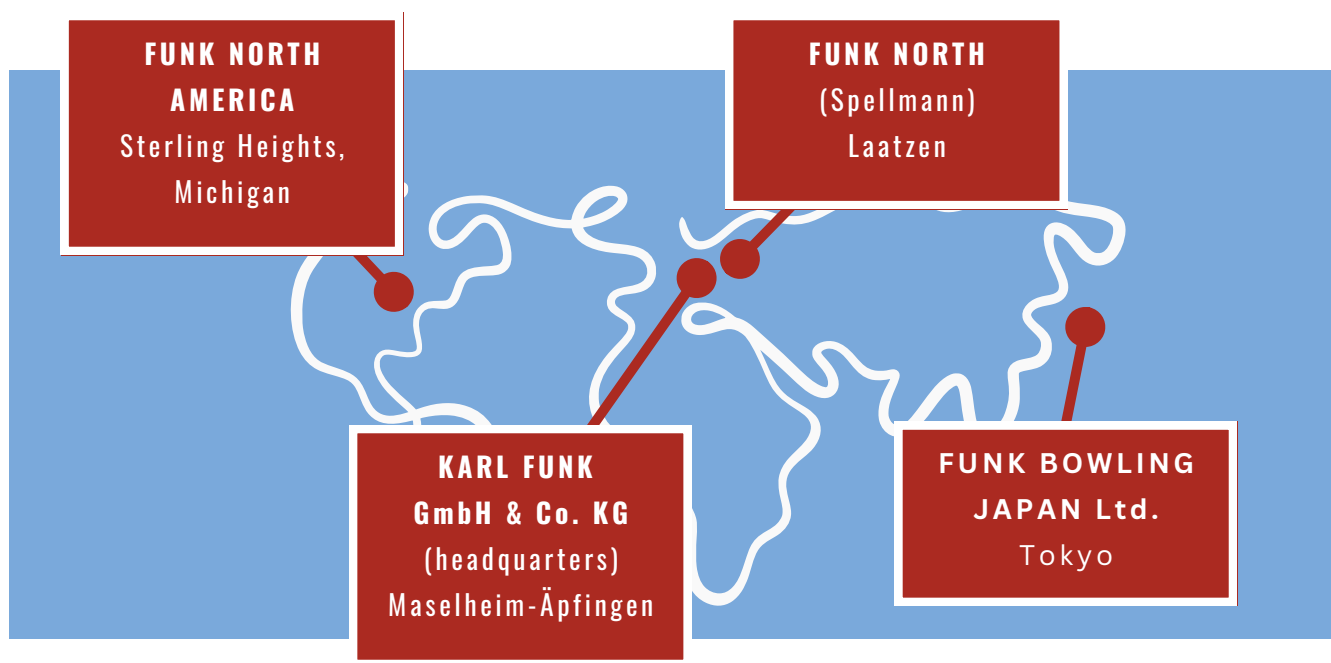 FUNK NORTH
AMERICA
Sterling Heights,
Michigan
FUNK NORTH
(Spellmann)
Laatzen
KARL FUNK
GmbH & Co. KG
(headquarters)
Maselheim-Äpfingen
FUNK BOWLING
JAPAN Ltd.
Tokyo